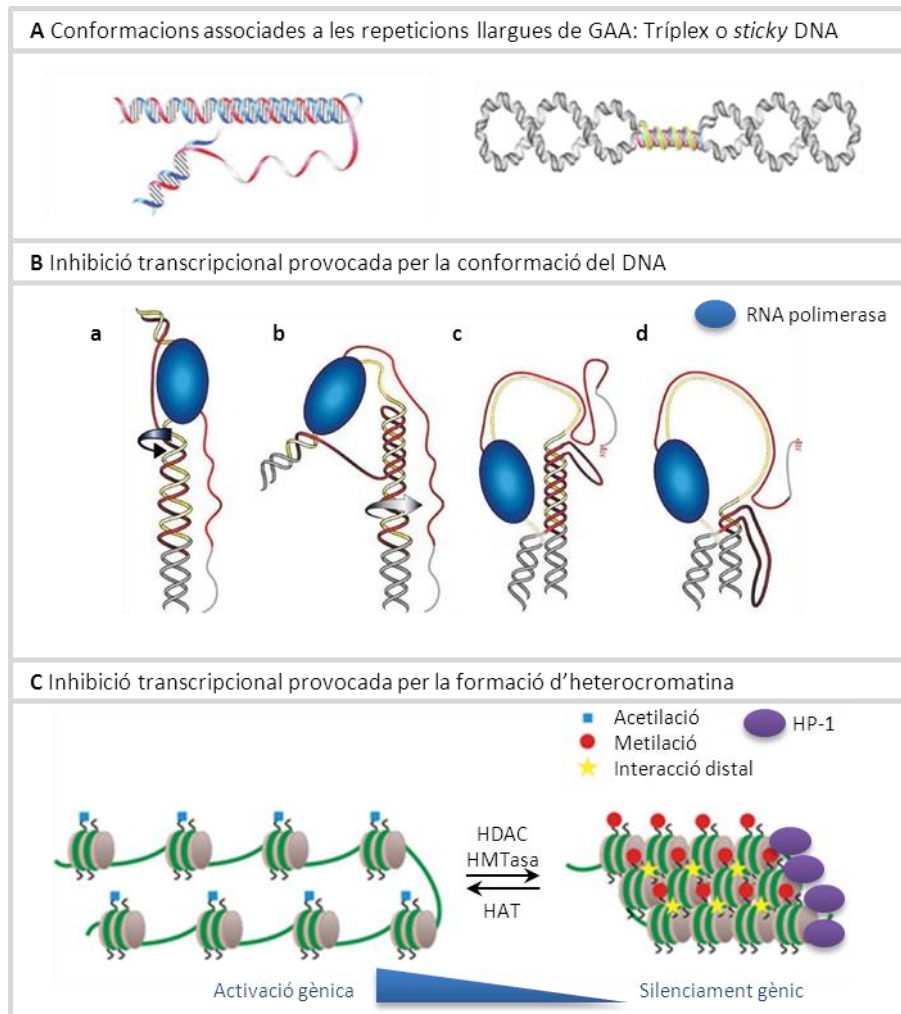 A Conformacions associades a les repeticions llargues de GAA: Tríplex o sticky DNA
B Inhibició transcripcional provocada per la conformació del DNA
RNA polimerasa
a
b
c
d
C Inhibició transcripcional provocada per la formació d'heterocromatina
Acetilació
HP-1
Metilació
Interacció distal
HDAC
HMTasa
HAT
Activació gènica
Silenciament gènic